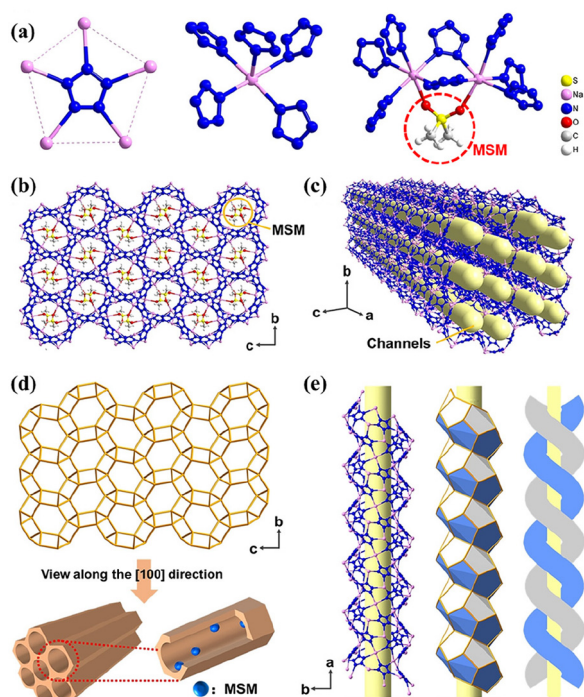 (a)
S
Na
N
O
C
H
MSM
(b)
MSM
b
c
(c)
b
c
a
Channels
(d)
b
c
View along the [100] direction
: MSM
(e)
a
b